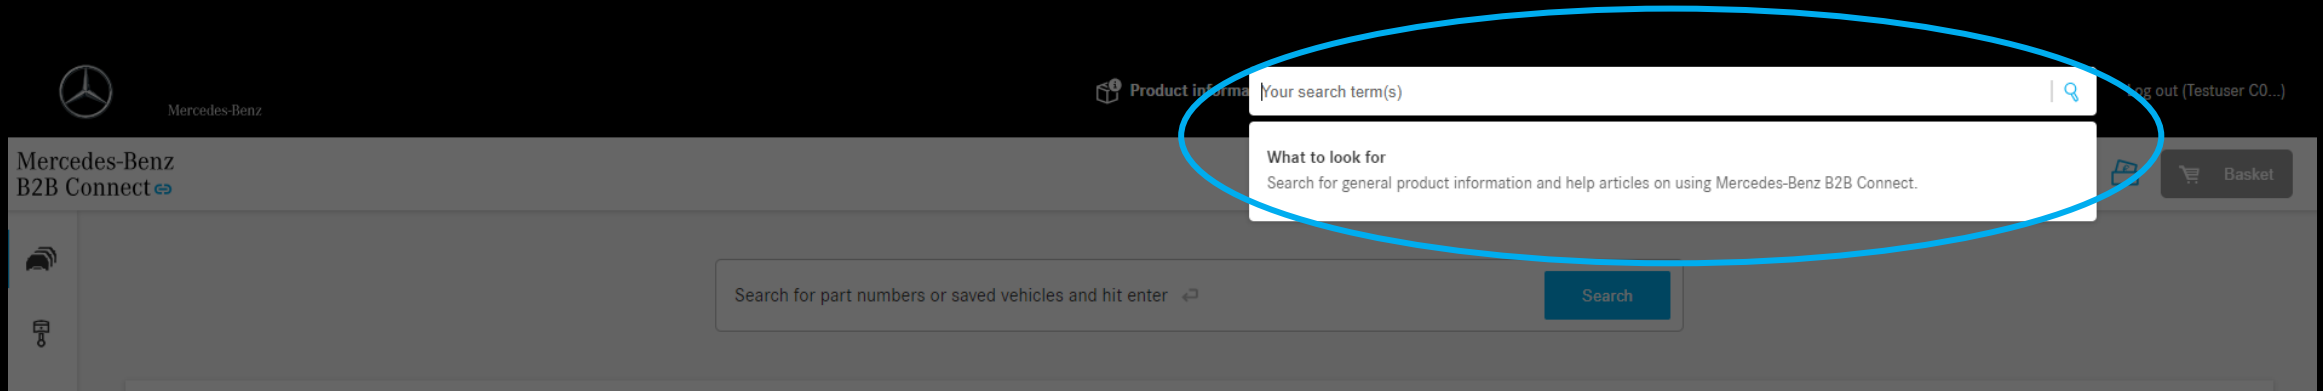 Mercedes-Benz
Product informa
Your search term(s)
Log out (Testuser C0...)
What to look for
Search for general product information and help articles on using Mercedes-Benz B2B Connect.
Mercedes-Benz
B2B Connect
Basket
Search for part numbers or saved vehicles and hit enter
Search